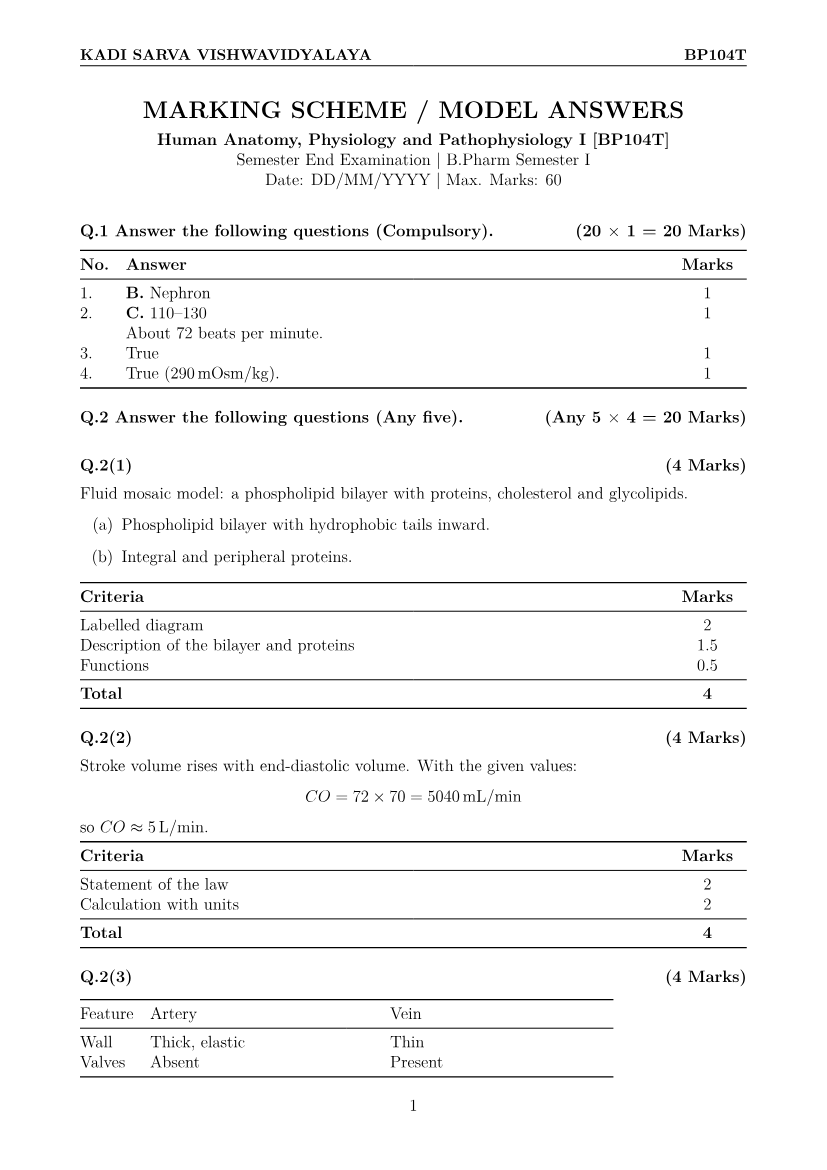 KADI SARVA VISHWAVIDYALAYA BP104T
MARKING SCHEME / MODEL ANSWERS
Human Anatomy, Physiology and Pathophysiology I [BP104T]
Semester End Examination | B.Pharm Semester I
Date: DD/MM/YYYY | Max. Marks: 60
Q.1 Answer the following questions (Compulsory). (20 × 1 = 20 Marks)
No. Answer Marks
1. B. Nephron 1
2. C. 110–130 1
About 72 beats per minute.
3. True 1
4. True (290 mOsm/kg). 1
Q.2 Answer the following questions (Any five). (Any 5 × 4 = 20 Marks)
Q.2(1) (4 Marks)
Fluid mosaic model: a phospholipid bilayer with proteins, cholesterol and glycolipids.
(a) Phospholipid bilayer with hydrophobic tails inward.
(b) Integral and peripheral proteins.
Criteria Marks
Labelled diagram 2
Description of the bilayer and proteins 1.5
Functions 0.5
Total 4
Q.2(2) (4 Marks)
Stroke volume rises with end-diastolic volume. With the given values:
CO = 72 × 70 = 5040 mL/min
so CO ≈ 5 L/min.
Criteria Marks
Statement of the law 2
Calculation with units 2
Total 4
Q.2(3) (4 Marks)
Feature Artery Vein
Wall Thick, elastic Thin
Valves Absent Present
1